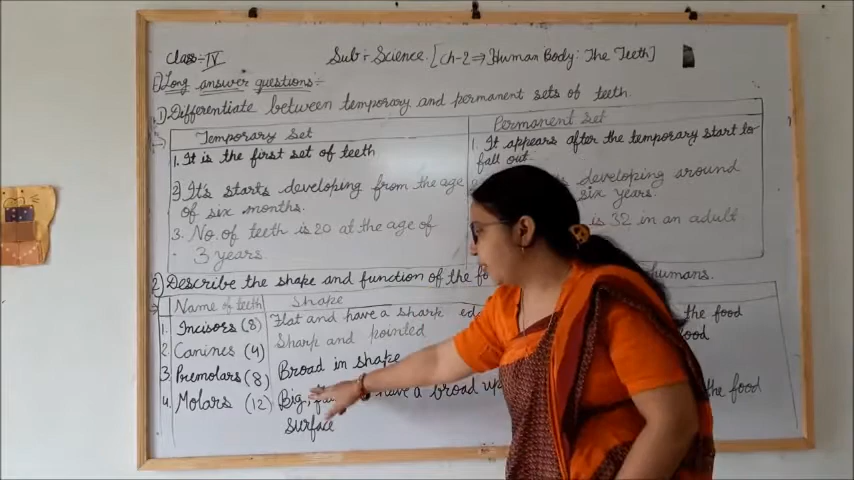 Class :- IV
Sub :- Science. [Ch-2 ⇒ Human Body: The Teeth]
Long answer questions :-
1) Differentiate between temporary and permanent sets of teeth.
Temporary Set
Permanent Set
1. It is the first set of teeth
1. It appears after the temporary start to
fall out.
2) It's starts developing from the age
of six months.
developing around
six years.
3. No. of teeth is 20 at the age of
3 years.
is 32 in an adult
2) Describe the shape and function of the
humans.
Name of teeth
Shape
1. Incisors (8)
Flat and have a sharp
the food
2. Canines (4)
Sharp and pointed
3. Premolars (8)
Broad in shape
4. Molars (12)
Big,
have a broad
surface
the food